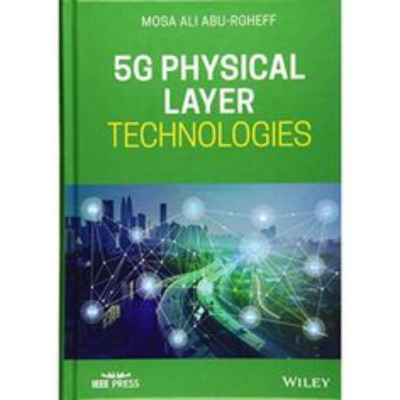 MOSA ALI ABU-RGHEFF
5G PHYSICAL
LAYER
TECHNOLOGIES
IEEE PRESS
WILEY